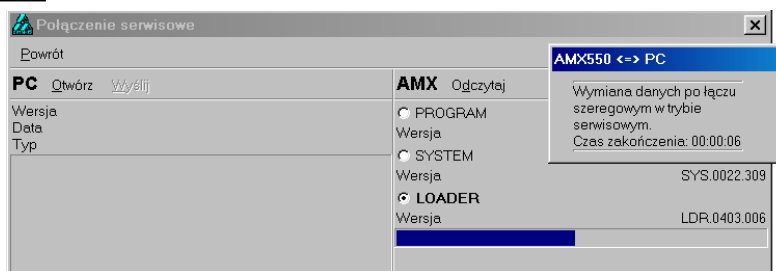 Połączenie serwisowe
Powrót
PC Otwórz Wyślij
Wersja
Data
Typ
AMX Odczytaj
PROGRAM
Wersja
SYSTEM
Wersja SYS.0022.309
LOADER
Wersja LDR.0403.006
AMX550 <=> PC
Wymiana danych po łączu
szeregowym w trybie
serwisowym.
Czas zakończenia: 00:00:06